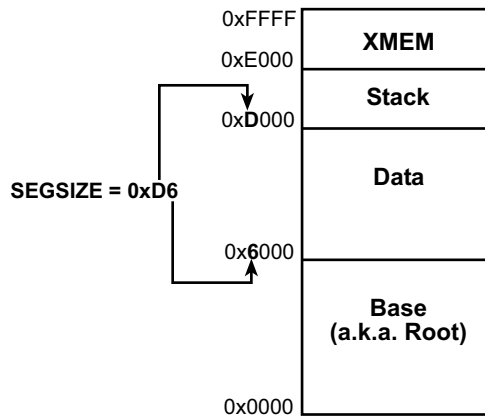 0xFFFF
XMEM
0xE000
Stack
0xD000
SEGSIZE = 0xD6
Data
0x6000
Base
(a.k.a. Root)
0x0000